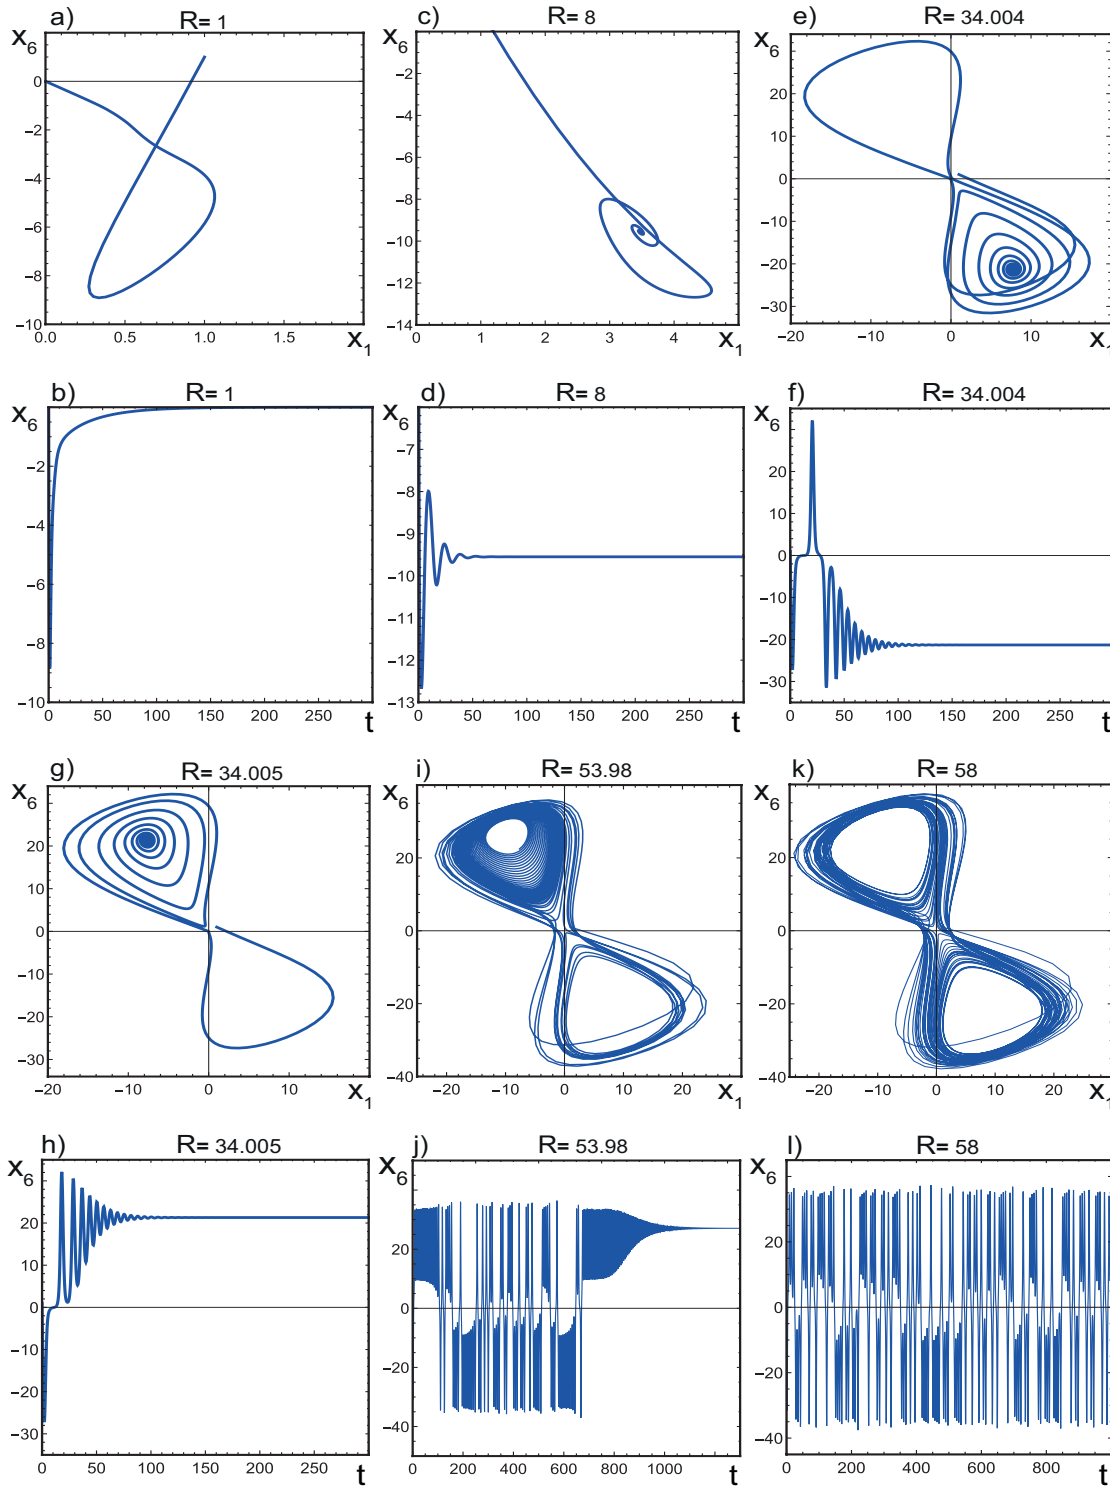 a) R= 1
x6
0
−2
−4
−6
−8
−10
0.0 0.5 1.0 1.5 x1
c) R= 8
x6
−2
−4
−6
−8
−10
−12
−14
0 1 2 3 4 x1
e) R= 34.004
x6
20
10
0
−10
−20
−30
−20 −10 0 10 x1
b) R= 1
x6
−2
−4
−6
−8
−10
0 50 100 150 200 250 t
d) R= 8
x6
−7
−8
−9
−10
−11
−12
−13
0 50 100 150 200 250 t
f) R= 34.004
x6
20
10
0
−10
−20
−30
0 50 100 150 200 250 t
g) R= 34.005
x6
20
10
0
−10
−20
−30
−20 −10 0 10 x1
i) R= 53.98
x6
20
0
−20
−40
−20 −10 0 10 20 x1
k) R= 58
x6
20
0
−20
−40
−20 −10 0 10 20 x1
h) R= 34.005
x6
20
10
0
−10
−20
−30
0 50 100 150 200 250 t
j) R= 53.98
x6
20
0
−20
−40
0 200 400 600 800 1000 t
l) R= 58
x6
20
0
−20
−40
0 200 400 600 800 t